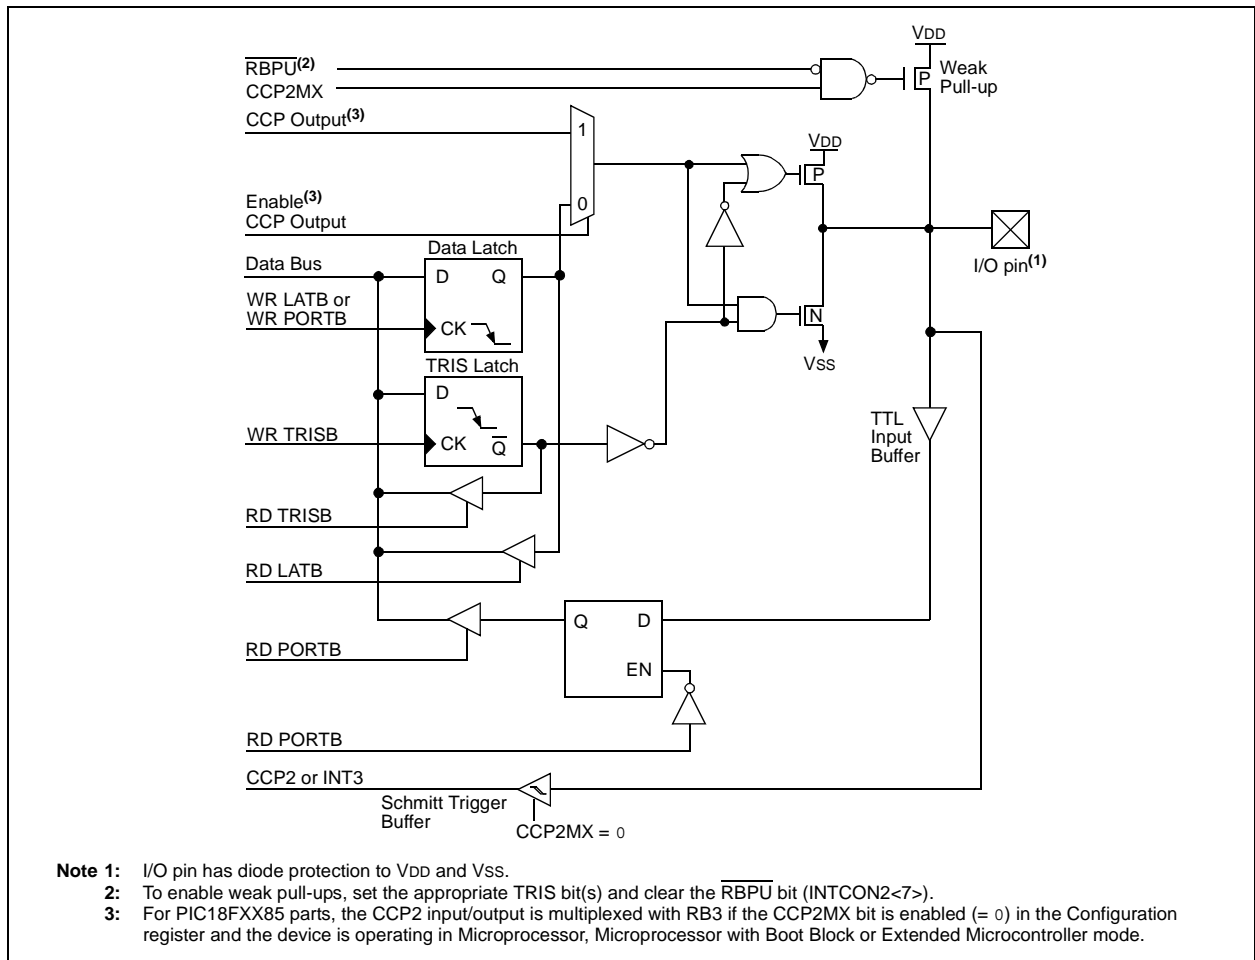 VDD
RBPU(2)
Weak
Pull-up
P
CCP2MX
CCP Output(3)
1
VDD
P
Enable(3)
CCP Output
0
I/O pin(1)
Data Latch
Data Bus
D Q
WR LATB or
WR PORTB
CK
N
VSS
TRIS Latch
D
WR TRISB
CK Q
TTL
Input
Buffer
RD TRISB
RD LATB
Q D
RD PORTB
EN
RD PORTB
CCP2 or INT3
Schmitt Trigger
Buffer
CCP2MX = 0
Note 1: I/O pin has diode protection to VDD and VSS.
2: To enable weak pull-ups, set the appropriate TRIS bit(s) and clear the RBPU bit (INTCON2<7>).
3: For PIC18FXX85 parts, the CCP2 input/output is multiplexed with RB3 if the CCP2MX bit is enabled (= 0) in the Configuration
register and the device is operating in Microprocessor, Microprocessor with Boot Block or Extended Microcontroller mode.